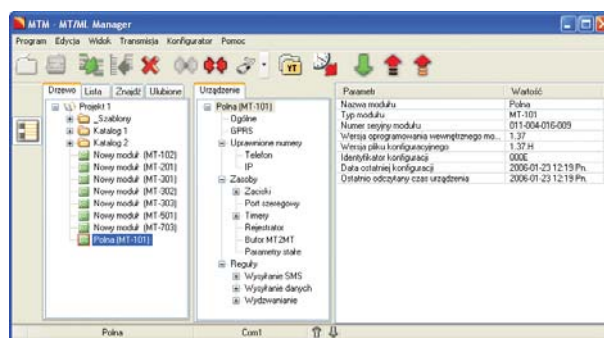 MTM - MT/ML Manager
Program Edycja Widok Transmisja Konfigurator Pomoc
YT
Drzewo Lista Znajdź Ulubione
Projekt 1
_Szablony
Katalog 1
Katalog 2
Nowy moduł (MT-102)
Nowy moduł (MT-201)
Nowy moduł (MT-301)
Nowy moduł (MT-302)
Nowy moduł (MT-303)
Nowy moduł (MT-501)
Nowy moduł (MT-703)
Polna (MT-101)
Urządzenie
Polna (MT-101)
Ogólne
GPRS
Uprawnione numery
Telefon
IP
Zasoby
Zaciski
Port szeregowy
Timery
Rejestrator
Bufor MT2MT
Parametry stałe
Reguły
Wysyłanie SMS
Wysyłanie danych
Wydzwanianie
Parametr Wartość
Nazwa modułu Polna
Typ modułu MT-101
Numer seryjny modułu 011-004-016-009
Wersja oprogramowania wewnętrznego mo... 1.37
Wersja pliku konfiguracyjnego 1.37.H
Identyfikator konfiguracji 000E
Data ostatniej konfiguracji 2006-01-23 12:19 Pn.
Ostatnio odczytany czas urządzenia 2006-01-23 12:19 Pn.
Polna Com1